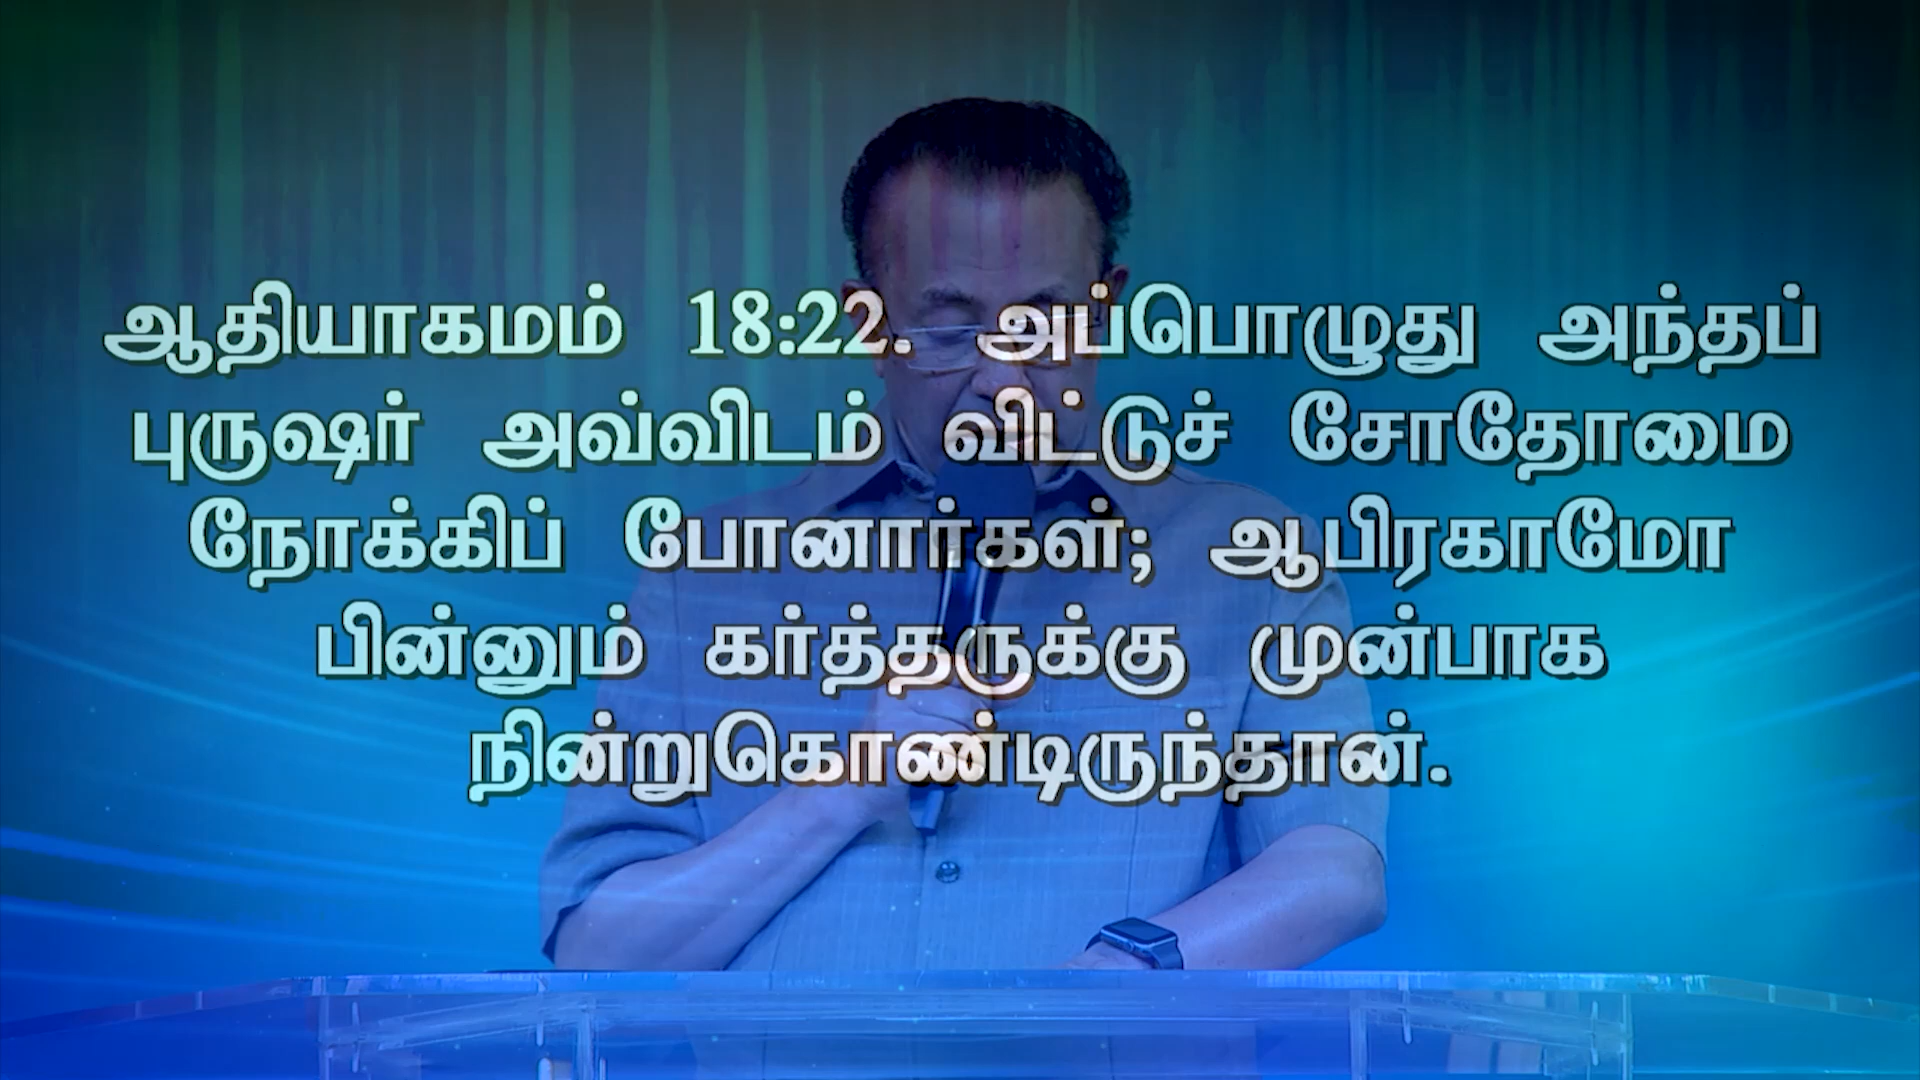 ஆதியாகமம் 18:22. அப்பொழுது அந்தப்
புருஷர் அவ்விடம் விட்டுச் சோதோமை
நோக்கிப் போனார்கள்; ஆபிரகாமோ
பின்னும் கர்த்தருக்கு முன்பாக
நின்றுகொண்டிருந்தான்.